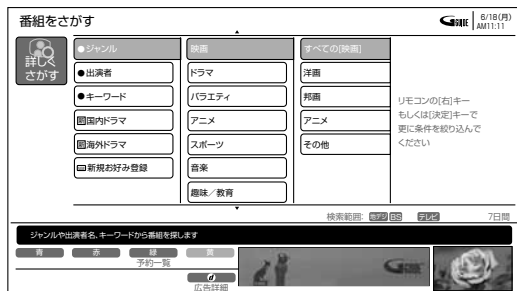 番組をさがす
GGUIDE
6/18(月)
AM11:11
詳しく
さがす
●ジャンル
映画
すべての[映画]
●出演者
ドラマ
洋画
●キーワード
バラエティ
邦画
国内ドラマ
アニメ
アニメ
海外ドラマ
スポーツ
その他
新規お好み登録
音楽
趣味/教育
リモコンの[右]キー
もしくは[決定]キーで
更に条件を絞り込んで
ください
検索範囲: 地デジ BS テレビ 7日間
ジャンルや出演者名、キーワードから番組を探します
青 赤 緑 黄
予約一覧
d
広告詳細